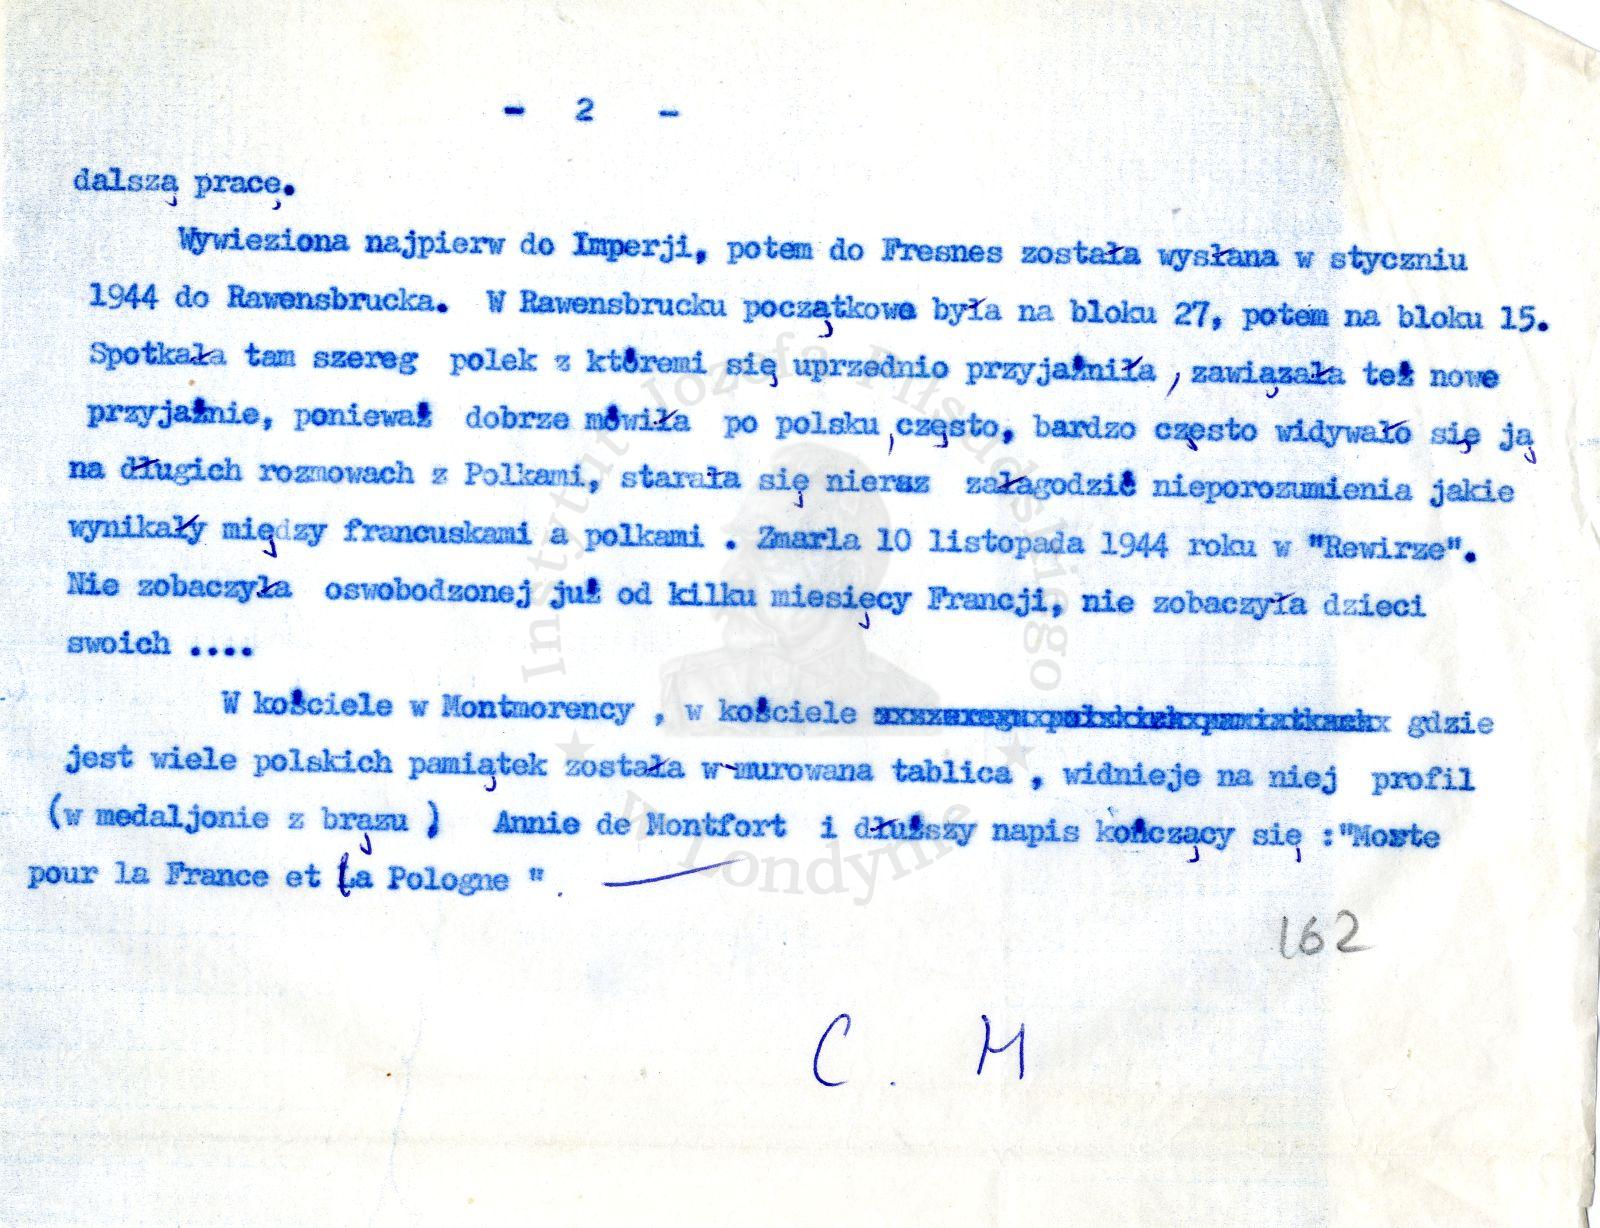 - 2 -
dalszą pracę.
Wywieziona najpierw do Imperji, potem do Fresnes została wysłana w styczniu
1944 do Rawensbrucka. W Rawensbrucku początkowo była na bloku 27, potem na bloku 15.
Spotkała tam szereg polek z któremi się uprzednio przyjaźniła, zawiązała też nowe
przyjaźnie, ponieważ dobrze mówiła po polsku, często, bardzo często widywało się ją
na długich rozmowach z Polkami, starała się nieraz załagodzić nieporozumienia jakie
wynikały między francuskami a polkami . Zmarla 10 listopada 1944 roku w "Rewirze".
Nie zobaczyła oswobodzonej już od kilku miesięcy Francji, nie zobaczyła dzieci
swoich ....
W kościele w Montmorency , w kościele gdzie
jest wiele polskich pamiątek została w-murowana tablica , widnieje na niej profil
(w medaljonie z brązu ) Annie de Montfort i dłuższy napis kończący się :"Morte
pour la France et La Pologne " .
162
C. M
Instytut Józefa Piłsudskiego
w Londynie